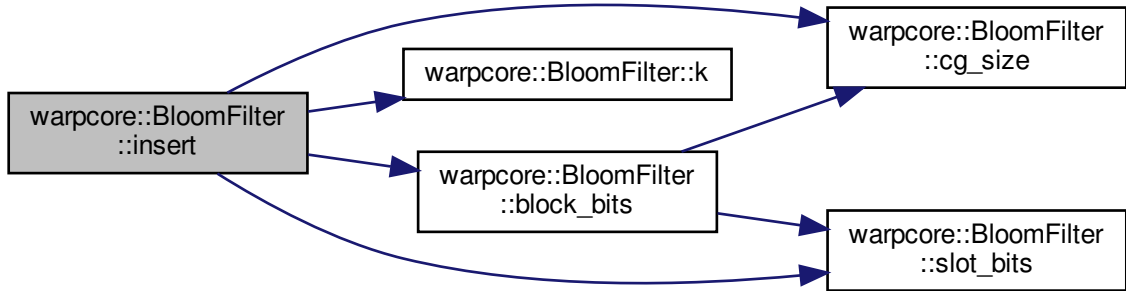 warpcore::BloomFilter
::insert
warpcore::BloomFilter::k
warpcore::BloomFilter
::block_bits
warpcore::BloomFilter
::cg_size
warpcore::BloomFilter
::slot_bits